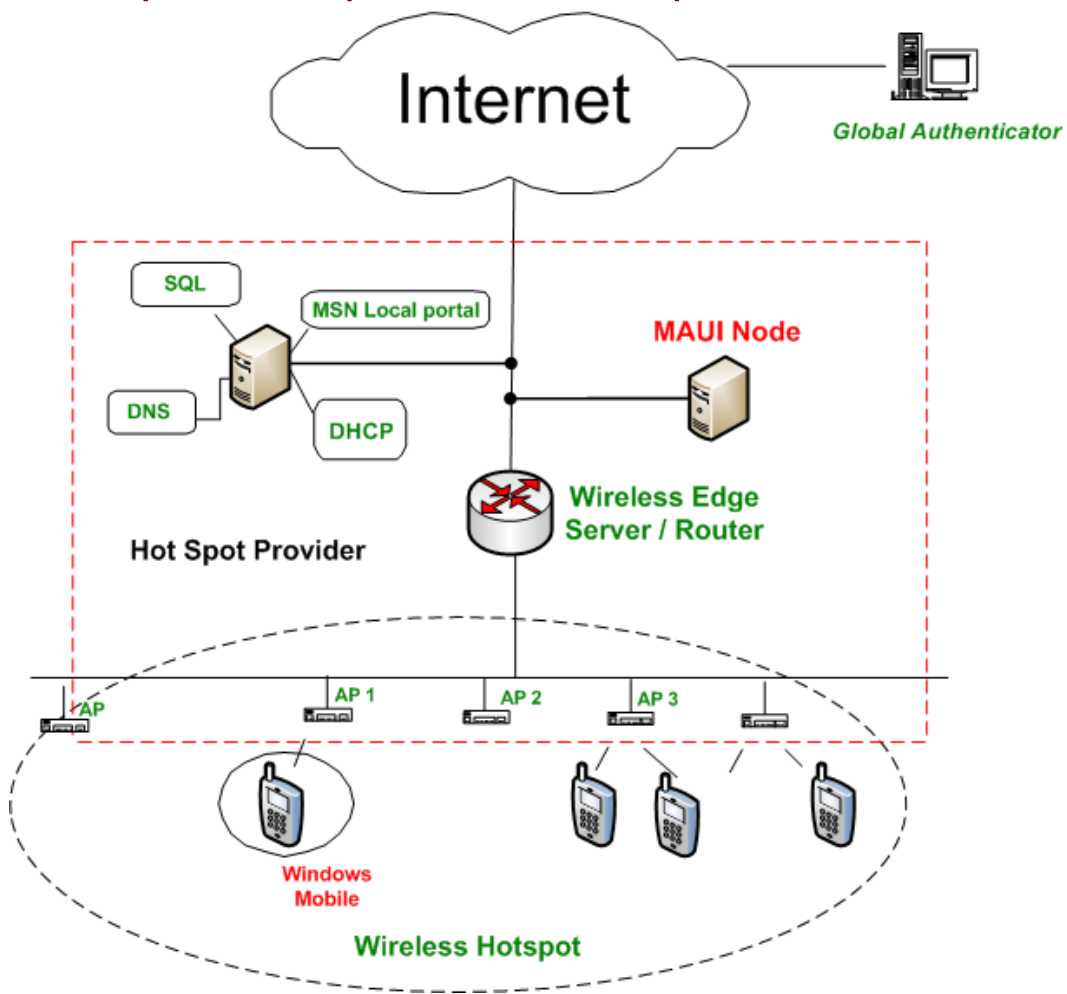 Internet
Global Authenticator
SQL
MSN Local portal
MAUI Node
DNS
DHCP
Wireless Edge
Server / Router
Hot Spot Provider
AP
AP 1
AP 2
AP 3
Windows
Mobile
Wireless Hotspot